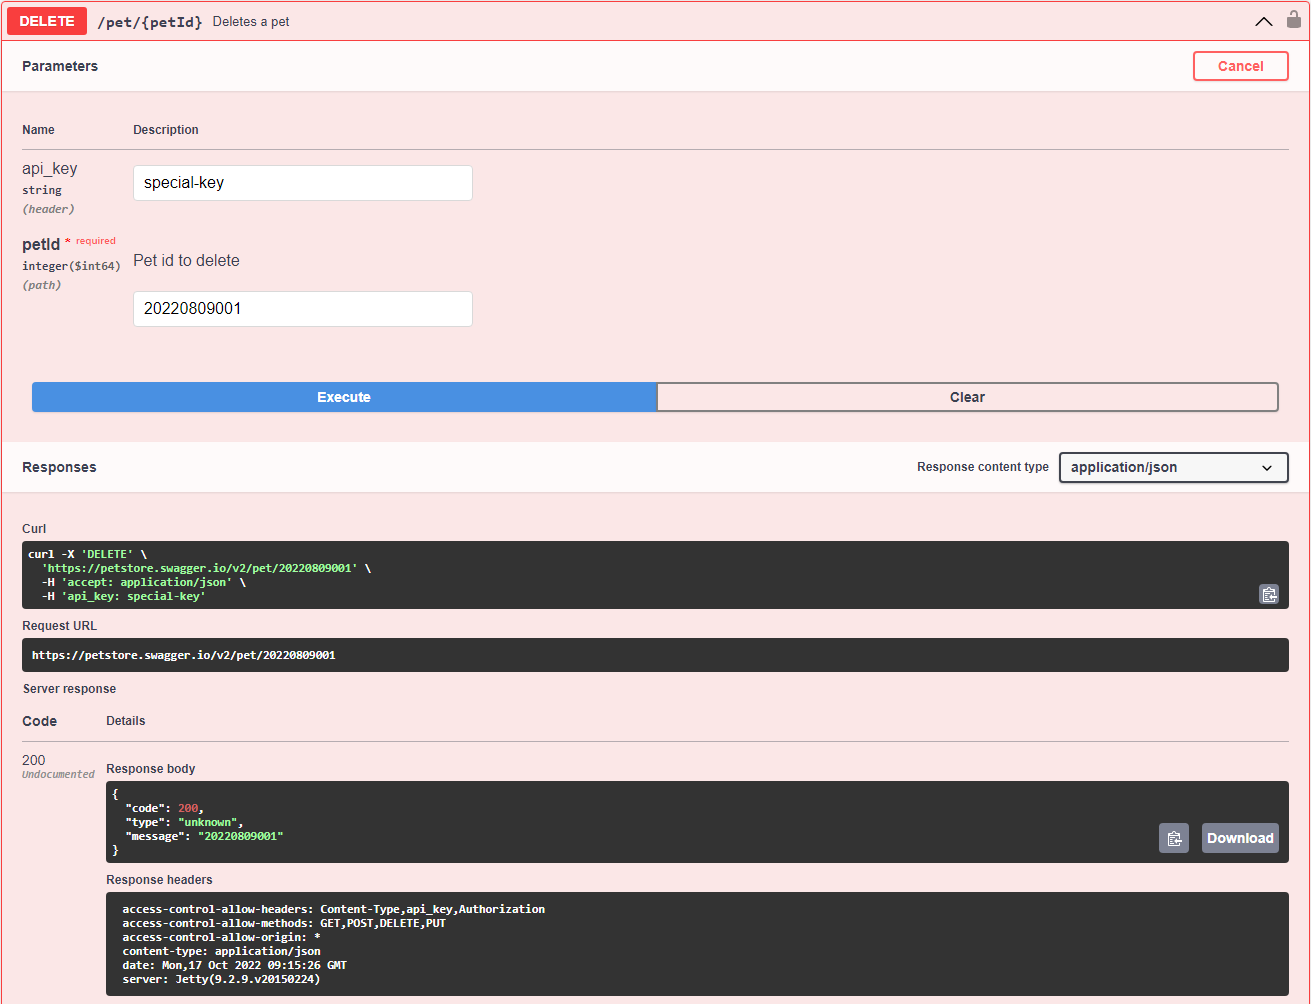 DELETE /pet/{petId} Deletes a pet
Parameters
Cancel
Name Description
api_key
string
(header)
special-key
petId * required
integer($int64)
(path)
Pet id to delete
20220809001
Execute Clear
Responses
Response content type application/json
Curl
curl -X 'DELETE' \
'https://petstore.swagger.io/v2/pet/20220809001' \
-H 'accept: application/json' \
-H 'api_key: special-key'
Request URL
https://petstore.swagger.io/v2/pet/20220809001
Server response
Code Details
200
Undocumented
Response body
{
"code": 200,
"type": "unknown",
"message": "20220809001"
}
Download
Response headers
access-control-allow-headers: Content-Type,api_key,Authorization
access-control-allow-methods: GET,POST,DELETE,PUT
access-control-allow-origin: *
content-type: application/json
date: Mon,17 Oct 2022 09:15:26 GMT
server: Jetty(9.2.9.v20150224)